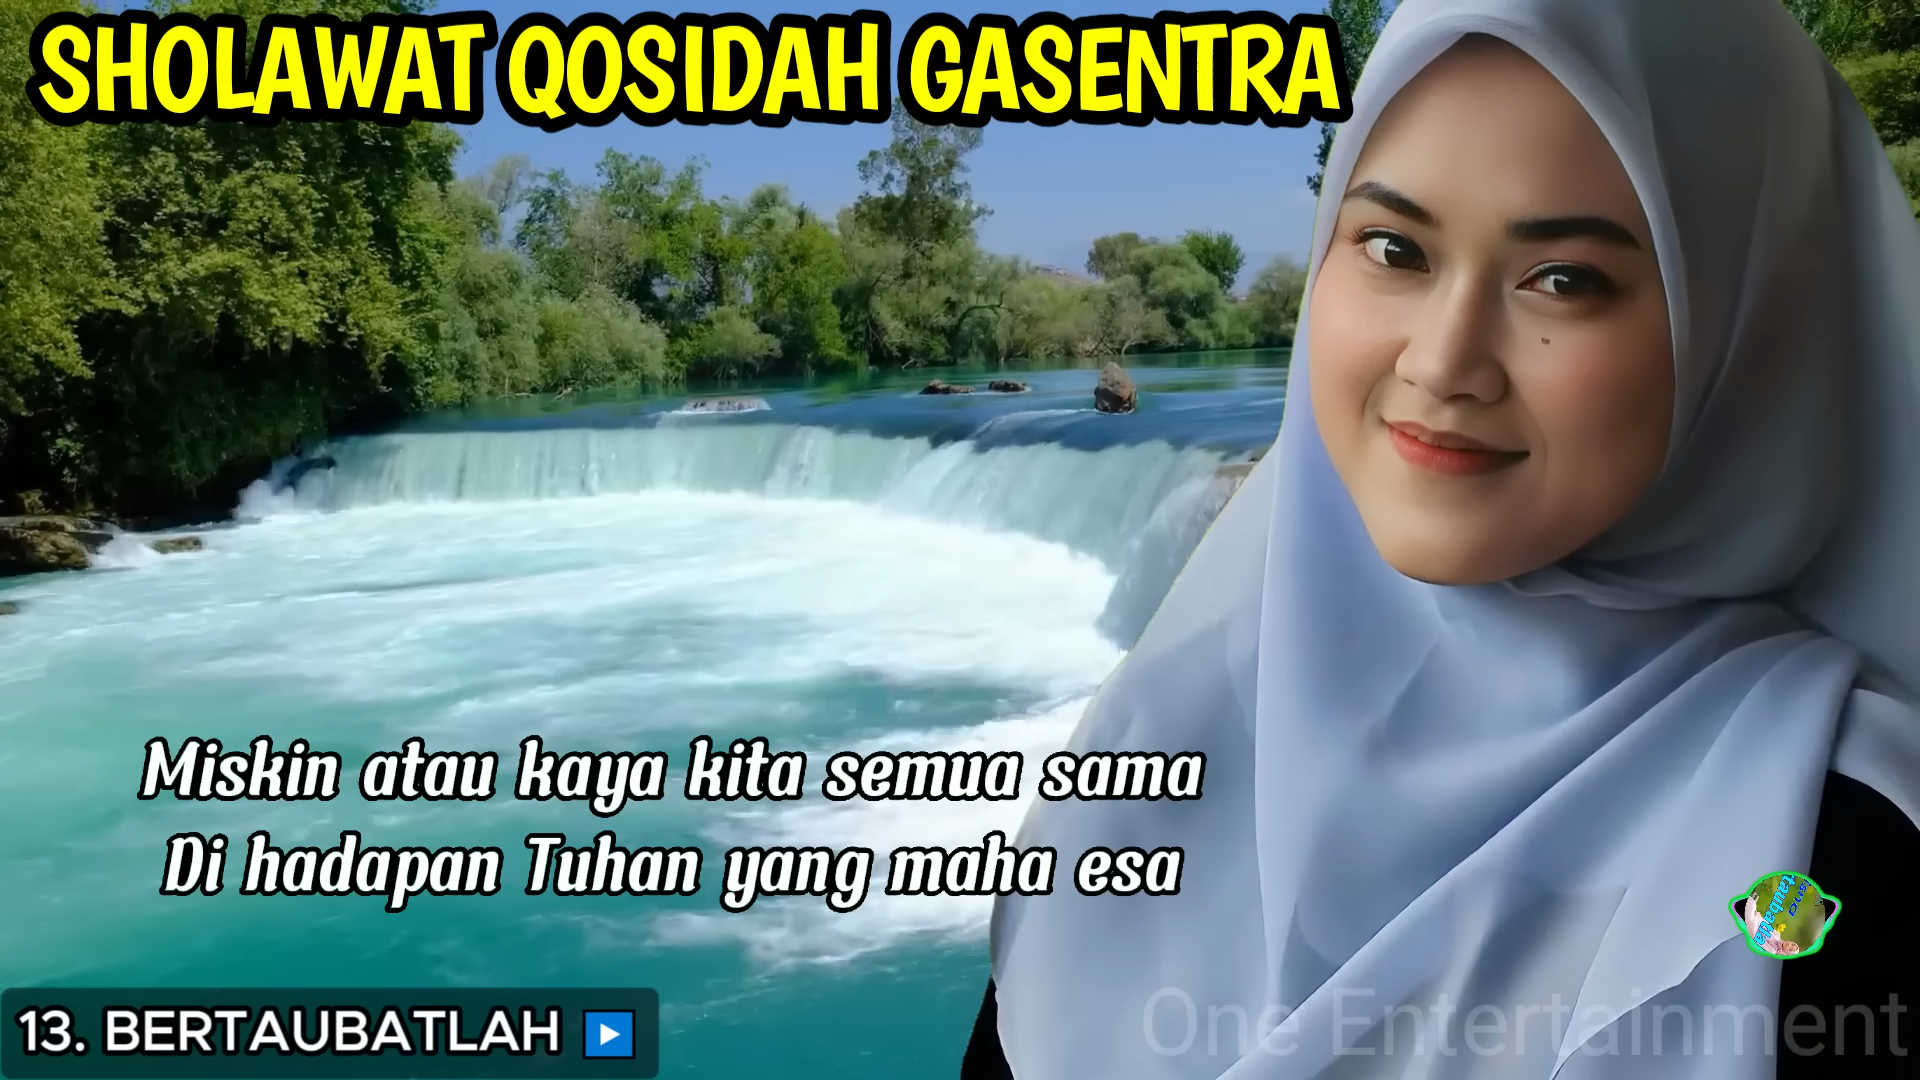 SHOLAWAT QOSIDAH GASENTRA
Miskin atau kaya kita semua sama
Di hadapan Tuhan yang maha esa
13. BERTAUBATLAH
One Entertainment